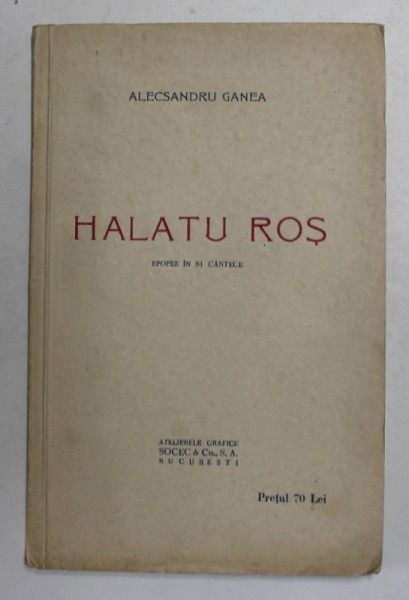 ALECSANDRU GANEA
HALATU ROȘ
EPOPEE ÎN 81 CÂNTECE
ATELIERELE GRAFICE
SOCEC & Co., S. A.
BUCUREȘTI
Prețul 70 Lei